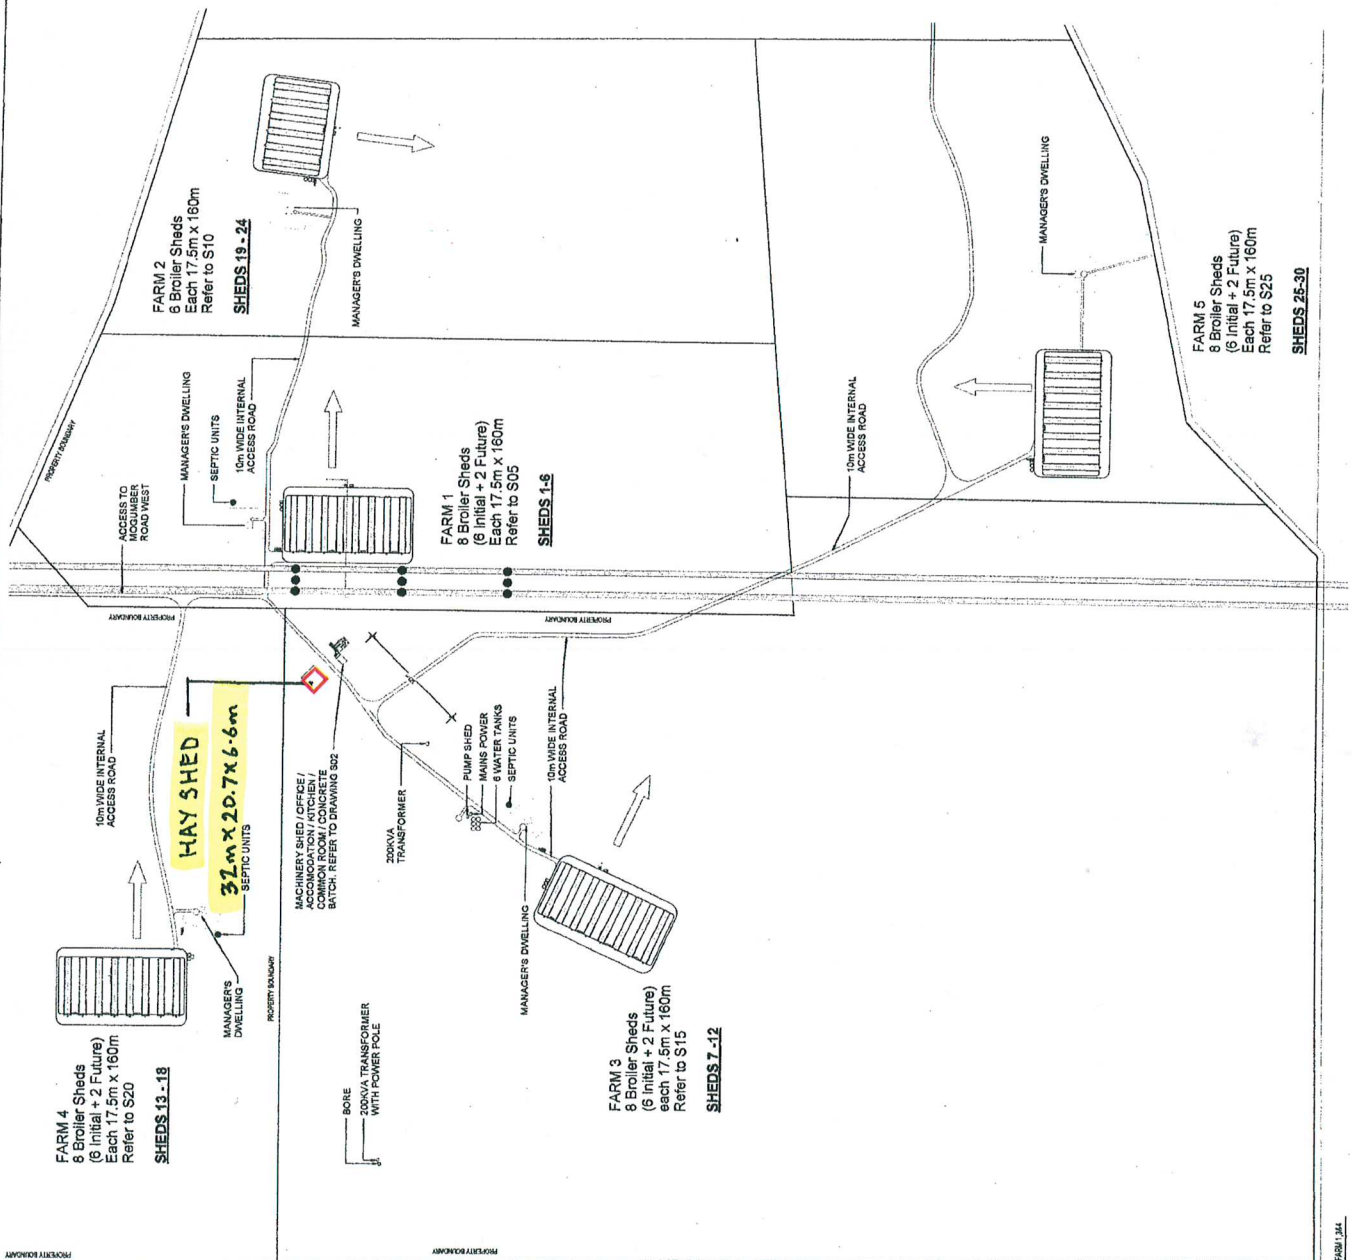 FARM 2
6 Broiler Sheds
Each 17.5m x 160m
Refer to S10
SHEDS 19 - 24
MANAGER'S DWELLING
MANAGER'S DWELLING
FARM 5
8 Broiler Sheds
(6 Initial + 2 Future)
Each 17.5m x 160m
Refer to S25
SHEDS 25-30
PROPERTY BOUNDARY
ACCESS TO
MOGUMBER
ROAD WEST
MANAGER'S DWELLING
SEPTIC UNITS
10m WIDE INTERNAL
ACCESS ROAD
FARM 1
8 Broiler Sheds
(6 Initial + 2 Future)
Each 17.5m x 160m
Refer to S05
SHEDS 1-6
10m WIDE INTERNAL
ACCESS ROAD
PROPERTY BOUNDARY
PROPERTY BOUNDARY
10m WIDE INTERNAL
ACCESS ROAD
HAY SHED
32m x 20.7 x 6.6m
SEPTIC UNITS
MACHINERY SHED / OFFICE /
ACCOMODATION / KITCHEN /
COMMON ROOM / CONCRETE
BATCH. REFER TO DRAWING S02
200KVA
TRANSFORMER
PUMP SHED
MAINS POWER
6 WATER TANKS
SEPTIC UNITS
10m WIDE INTERNAL
ACCESS ROAD
MANAGER'S DWELLING
MANAGER'S
DWELLING
PROPERTY BOUNDARY
FARM 4
8 Broiler Sheds
(6 Initial + 2 Future)
Each 17.5m x 160m
Refer to S20
SHEDS 13 - 18
BORE
200KVA TRANSFORMER
WITH POWER POLE
FARM 3
8 Broiler Sheds
(6 Initial + 2 Future)
each 17.5m x 160m
Refer to S15
SHEDS 7 -12
PROPERTY BOUNDARY
PROPERTY BOUNDARY